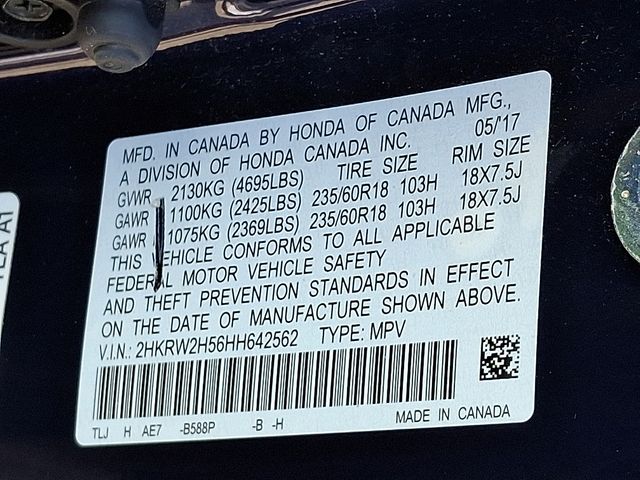 MFD. IN CANADA BY HONDA OF CANADA MFG.,
A DIVISION OF HONDA CANADA INC. 05/'17
GVWR 2130KG (4695LBS) TIRE SIZE RIM SIZE
GAWR 1100KG (2425LBS) 235/60R18 103H 18X7.5J
GAWR 1075KG (2369LBS) 235/60R18 103H 18X7.5J
THIS VEHICLE CONFORMS TO ALL APPLICABLE
FEDERAL MOTOR VEHICLE SAFETY
AND THEFT PREVENTION STANDARDS IN EFFECT
ON THE DATE OF MANUFACTURE SHOWN ABOVE.
V.I.N.: 2HKRW2H56HH642562 TYPE: MPV
TLJ H AE7 -B588P -B -H MADE IN CANADA